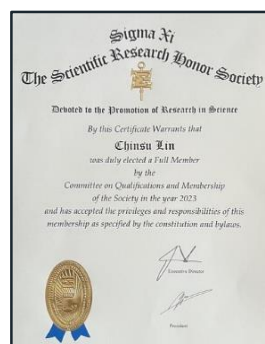 Sigma Xi
The Scientific Research Honor Society
Devoted to the Promotion of Research in Science
By this Certificate Warrants that
Chinsu Lin
was duly elected a Full Member
by the
Committee on Qualifications and Membership
of the Society in the year 2023
and has accepted the privileges and responsibilities of this
membership as specified by the constitution and bylaws.
Executive Director
President